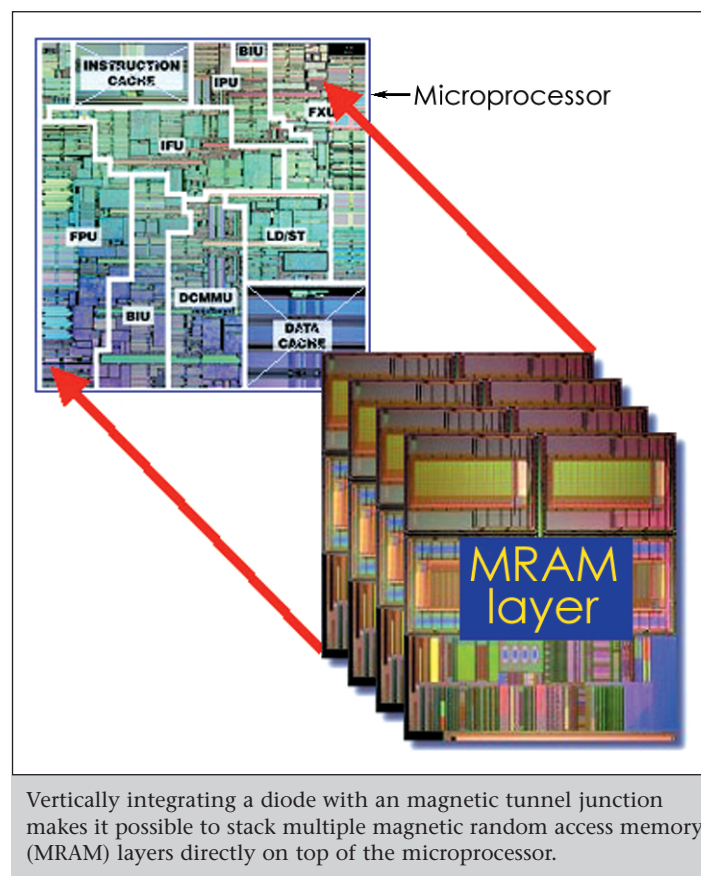 BIU
INSTRUCTION
CACHE
IPU
FXU
Microprocessor
IFU
FPU
LD/ST
DCMMU
BIU
DATA
CACHE
MRAM
layer
Vertically integrating a diode with an magnetic tunnel junction
makes it possible to stack multiple magnetic random access memory
(MRAM) layers directly on top of the microprocessor.